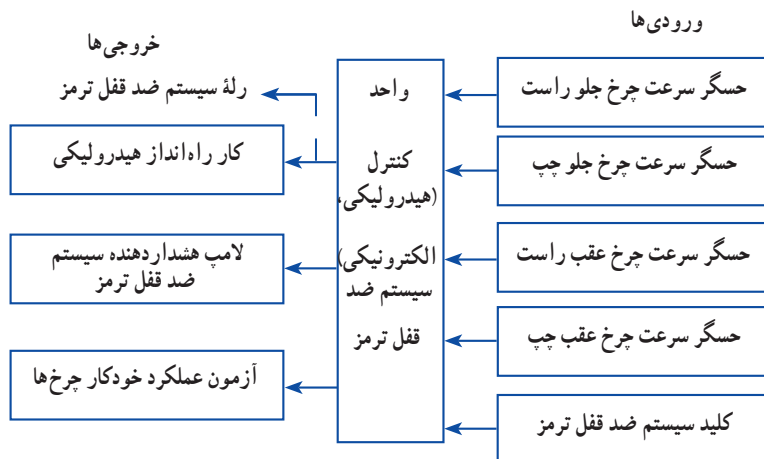 ورودی‌ها
حسگر سرعت چرخ جلو راست
حسگر سرعت چرخ جلو چپ
حسگر سرعت چرخ عقب راست
حسگر سرعت چرخ عقب چپ
کلید سیستم ضد قفل ترمز
واحد
کنترل
(هیدرولیکی،
الکترونیکی)
سیستم ضد
قفل ترمز
خروجی‌ها
رلهٔ سیستم ضد قفل ترمز
کار راه‌انداز هیدرولیکی
لامپ هشداردهنده سیستم
ضد قفل ترمز
آزمون عملکرد خودکار چرخ‌ها